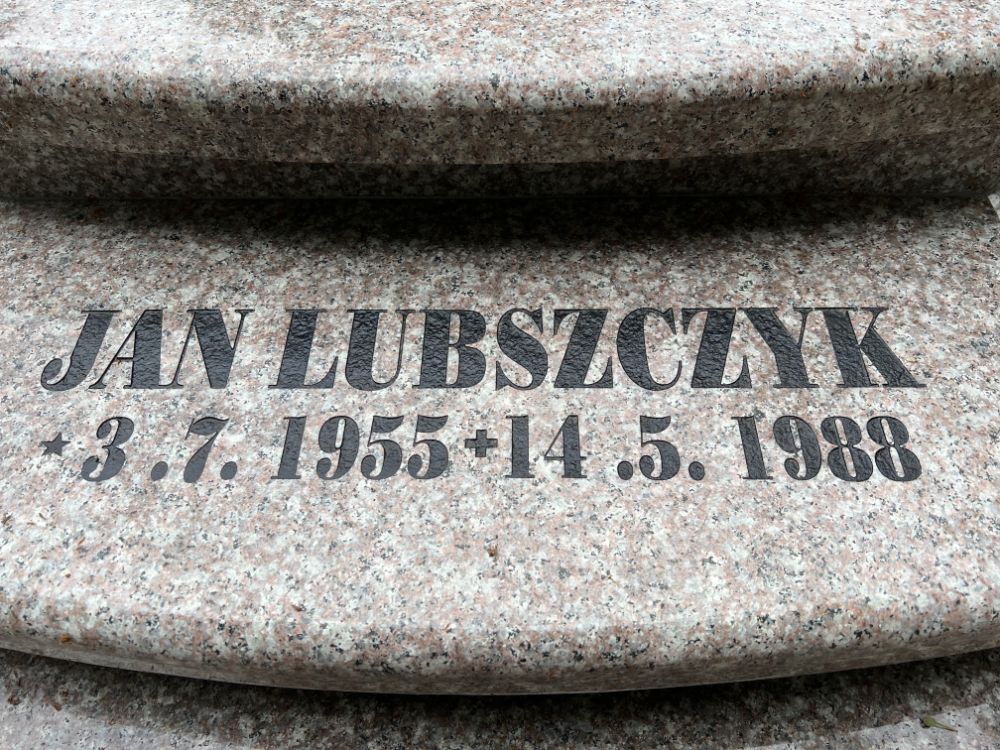 JAN LUBSZCZYK
★ 3.7. 1955 + 14.5. 1988